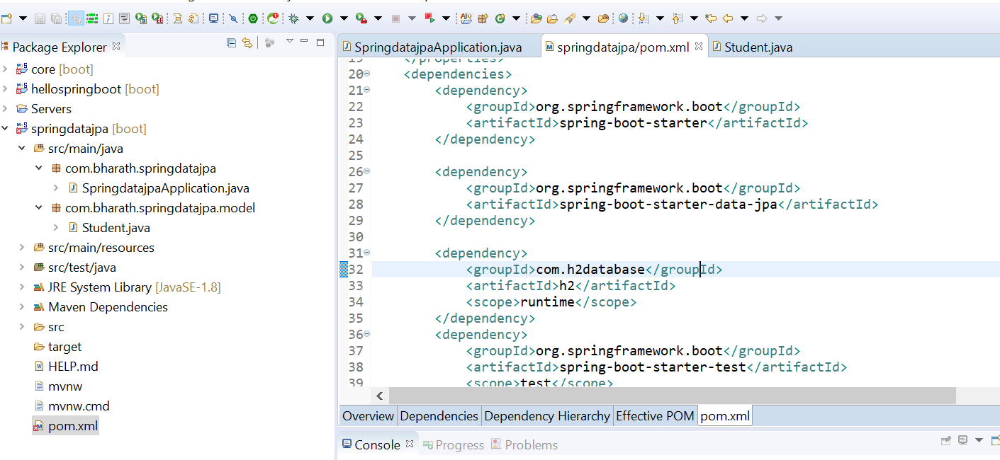 Package Explorer
core [boot]
hellospringboot [boot]
Servers
springdatajpa [boot]
src/main/java
com.bharath.springdatajpa
SpringdatajpaApplication.java
com.bharath.springdatajpa.model
Student.java
src/main/resources
src/test/java
JRE System Library [JavaSE-1.8]
Maven Dependencies
src
target
HELP.md
mvnw
mvnw.cmd
pom.xml
SpringdatajpaApplication.java
springdatajpa/pom.xml
Student.java
19 </properties>
20 <dependencies>
21 <dependency>
22 <groupId>org.springframework.boot</groupId>
23 <artifactId>spring-boot-starter</artifactId>
24 </dependency>
25
26 <dependency>
27 <groupId>org.springframework.boot</groupId>
28 <artifactId>spring-boot-starter-data-jpa</artifactId>
29 </dependency>
30
31 <dependency>
32 <groupId>com.h2database</groupId>
33 <artifactId>h2</artifactId>
34 <scope>runtime</scope>
35 </dependency>
36 <dependency>
37 <groupId>org.springframework.boot</groupId>
38 <artifactId>spring-boot-starter-test</artifactId>
39 <scope>test</scope>
Overview Dependencies Dependency Hierarchy Effective POM pom.xml
Console Progress Problems